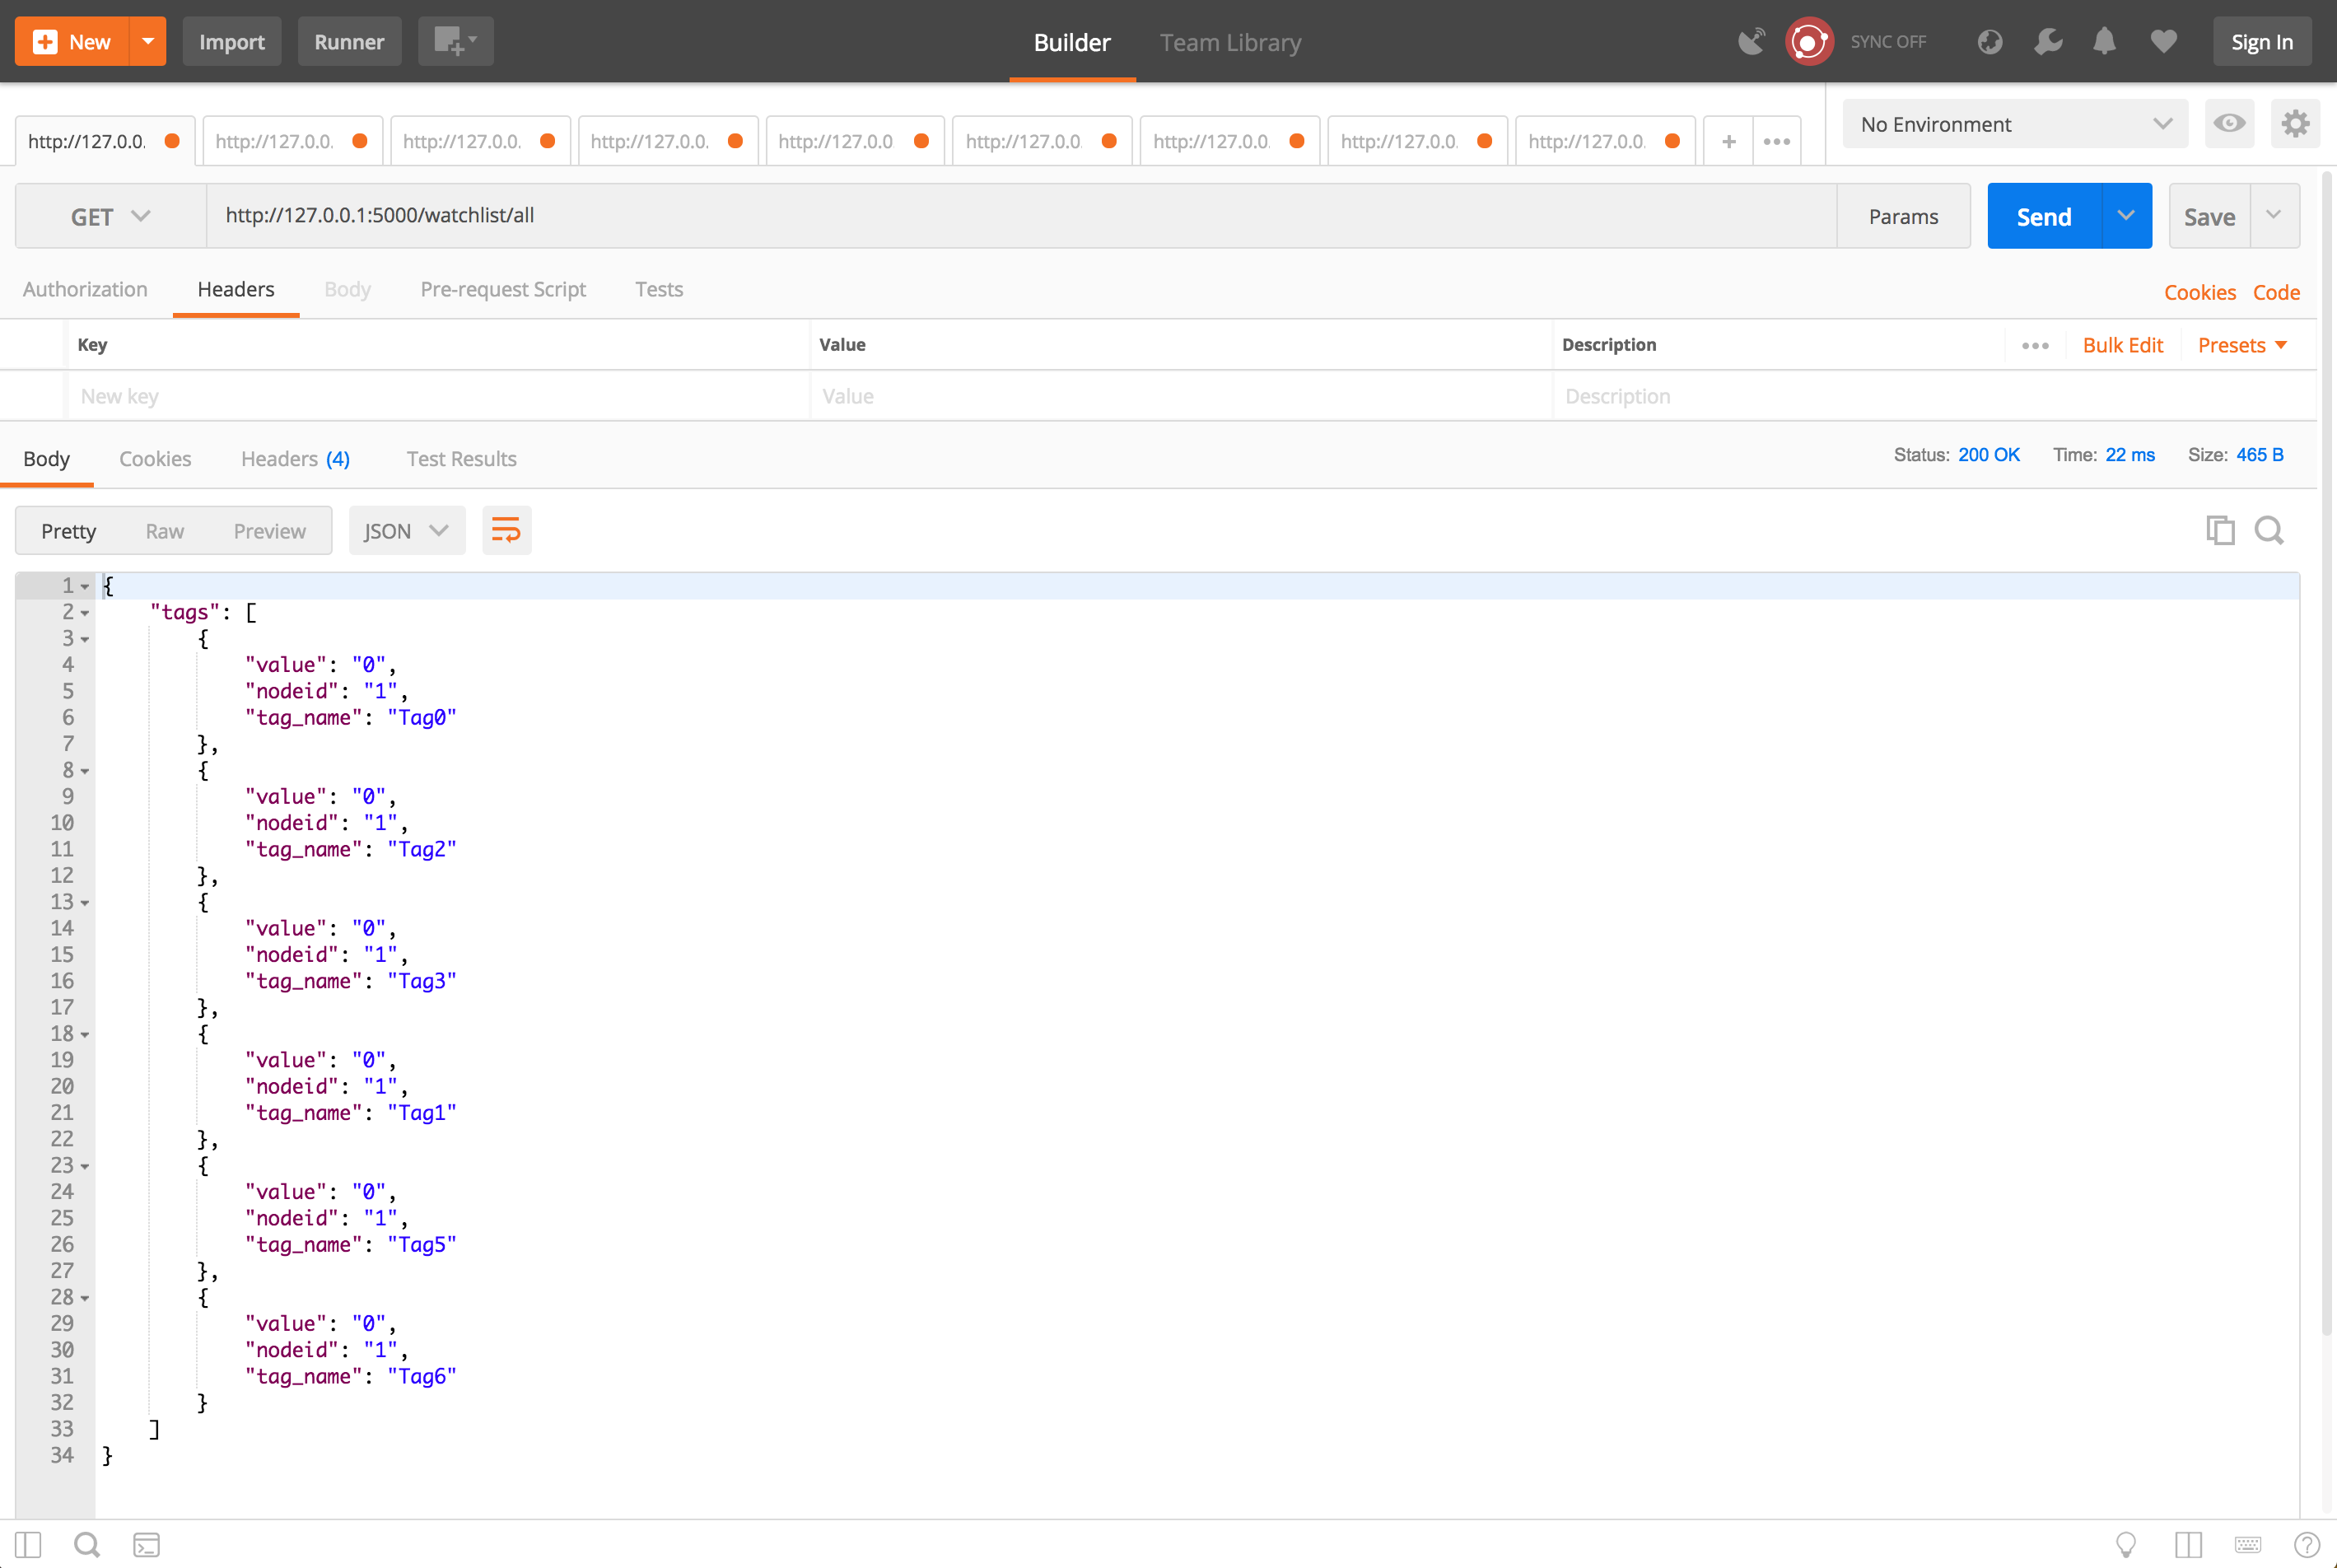 New Import Runner Builder Team Library SYNC OFF Sign In
http://127.0.0. http://127.0.0. http://127.0.0. http://127.0.0. http://127.0.0 http://127.0.0 http://127.0.0. http://127.0.0. http://127.0.0. + ••• No Environment
GET http://127.0.0.1:5000/watchlist/all Params Send Save
Authorization Headers Body Pre-request Script Tests Cookies Code
Key Value Description ••• Bulk Edit Presets
New key Value Description
Body Cookies Headers (4) Test Results Status: 200 OK Time: 22 ms Size: 465 B
Pretty Raw Preview JSON
1 {
2 "tags": [
3 {
4 "value": "0",
5 "nodeid": "1",
6 "tag_name": "Tag0"
7 },
8 {
9 "value": "0",
10 "nodeid": "1",
11 "tag_name": "Tag2"
12 },
13 {
14 "value": "0",
15 "nodeid": "1",
16 "tag_name": "Tag3"
17 },
18 {
19 "value": "0",
20 "nodeid": "1",
21 "tag_name": "Tag1"
22 },
23 {
24 "value": "0",
25 "nodeid": "1",
26 "tag_name": "Tag5"
27 },
28 {
29 "value": "0",
30 "nodeid": "1",
31 "tag_name": "Tag6"
32 }
33 ]
34 }